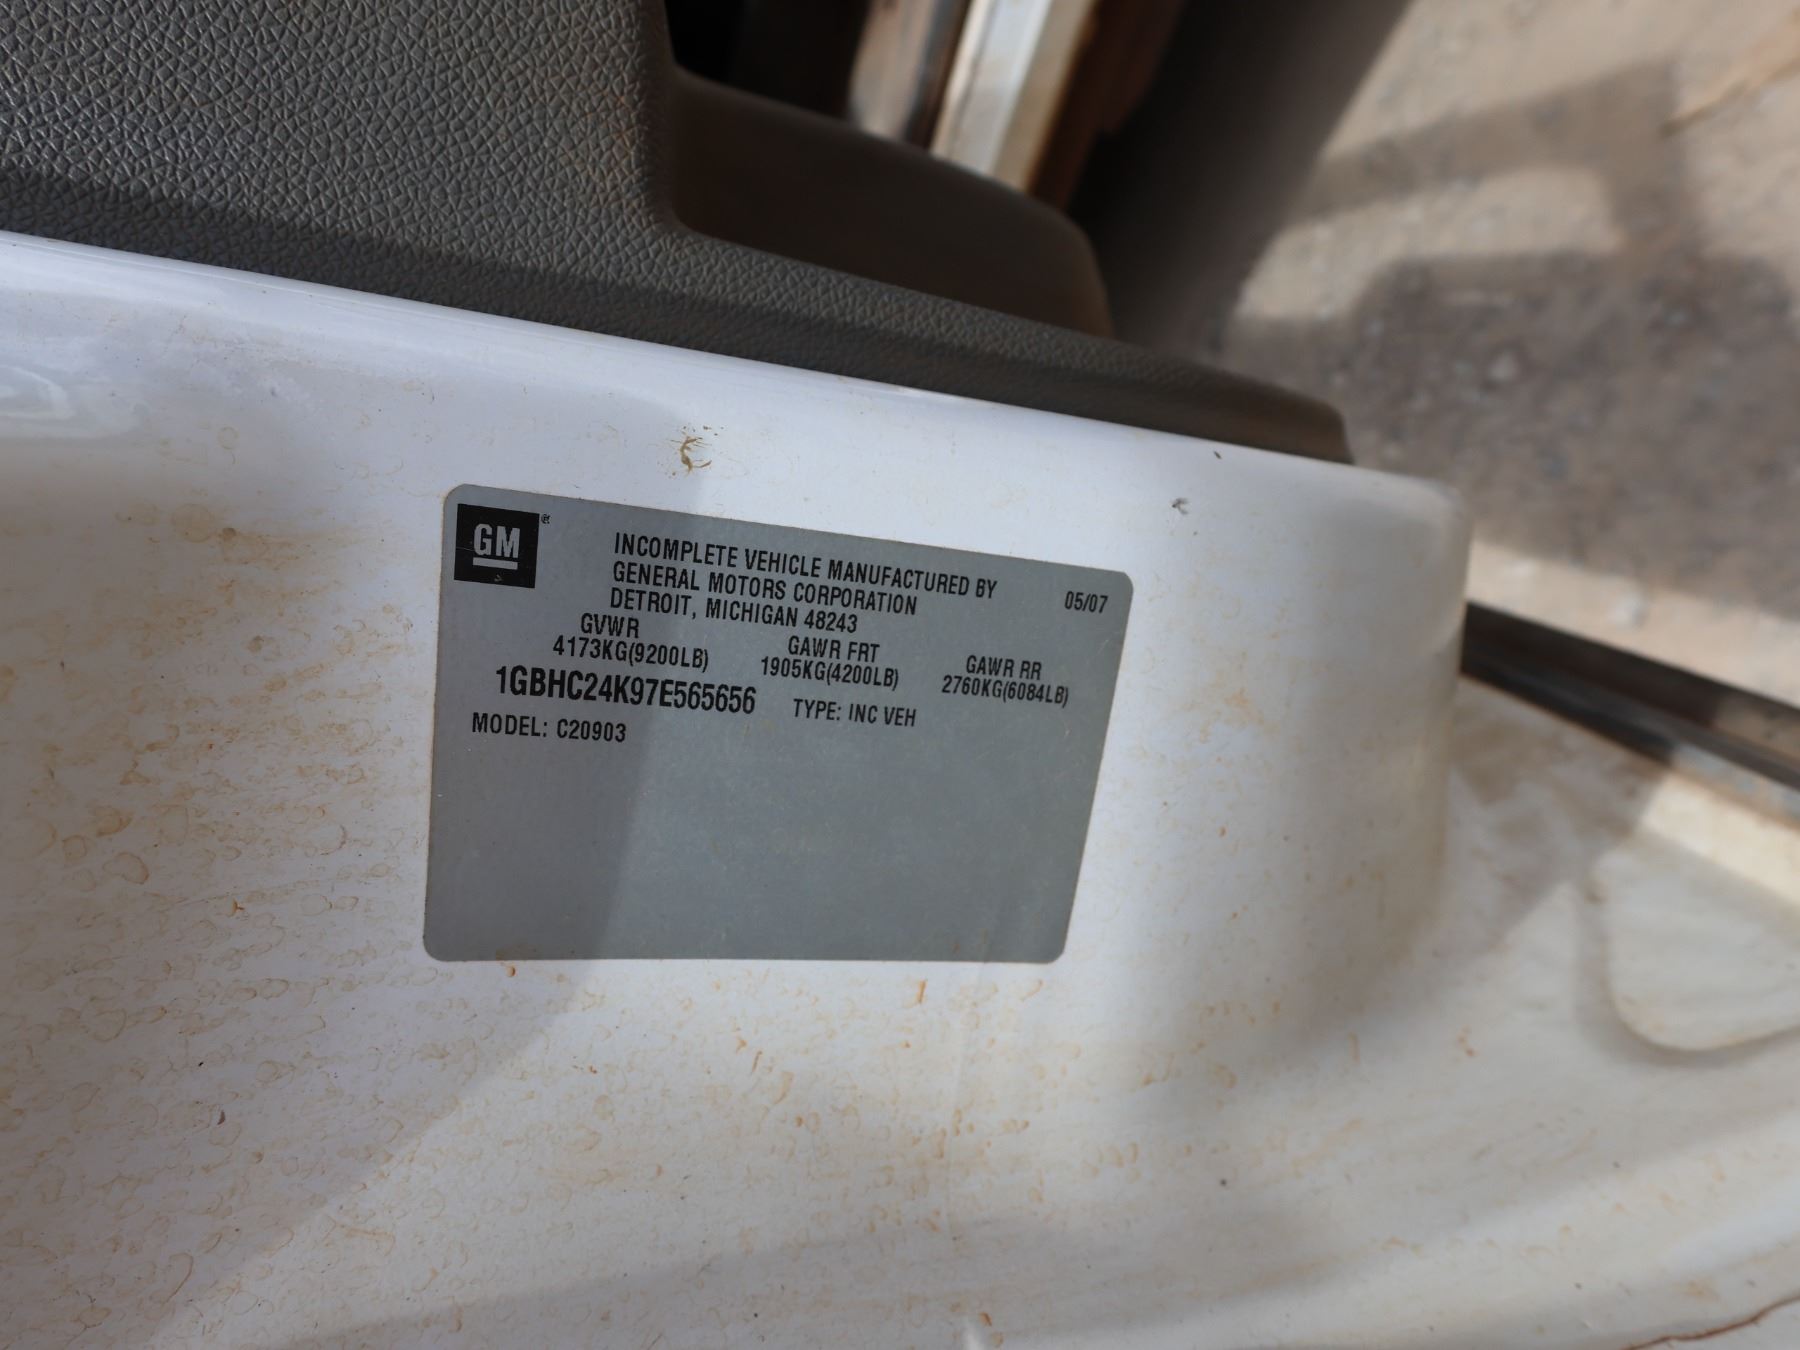 GM
INCOMPLETE VEHICLE MANUFACTURED BY
GENERAL MOTORS CORPORATION 05/07
DETROIT, MICHIGAN 48243
GVWR GAWR FRT GAWR RR
4173KG(9200LB) 1905KG(4200LB) 2760KG(6084LB)
1GBHC24K97E565656 TYPE: INC VEH
MODEL: C20903